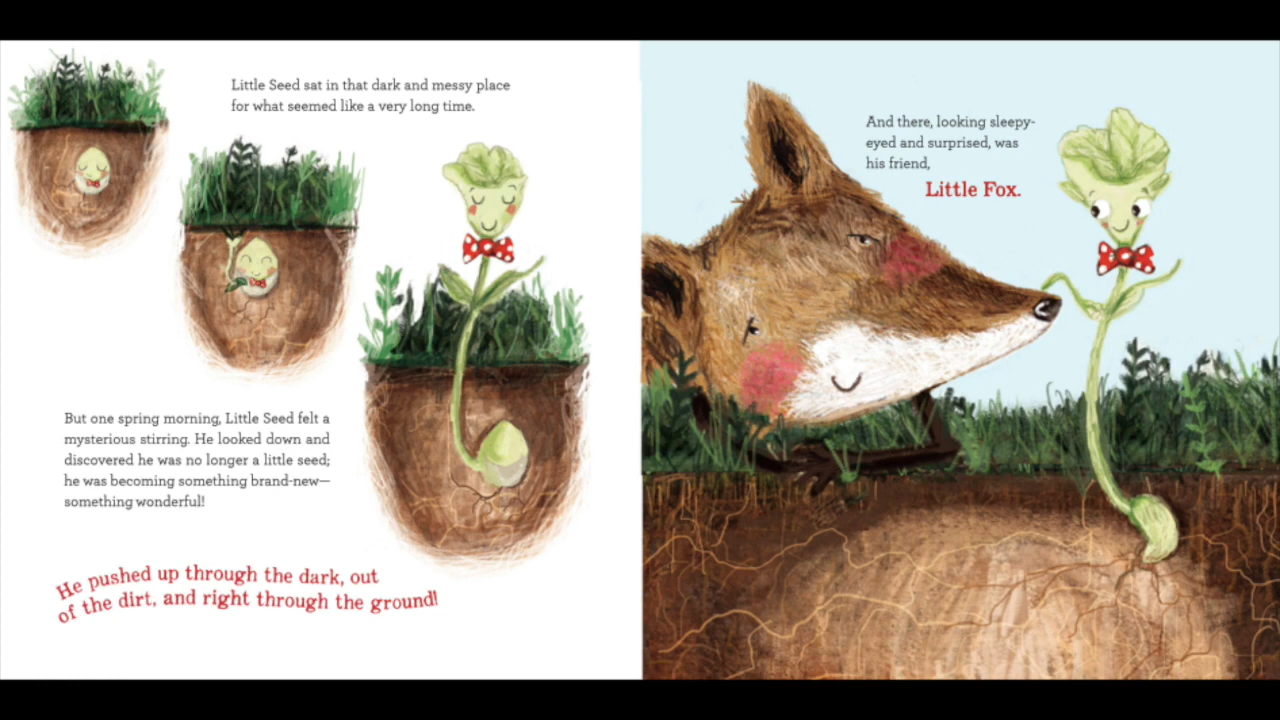 Little Seed sat in that dark and messy place
for what seemed like a very long time.
But one spring morning, Little Seed felt a
mysterious stirring. He looked down and
discovered he was no longer a little seed;
he was becoming something brand-new—
something wonderful!
He pushed up through the dark, out
of the dirt, and right through the ground!
And there, looking sleepy-
eyed and surprised, was
his friend,
Little Fox.